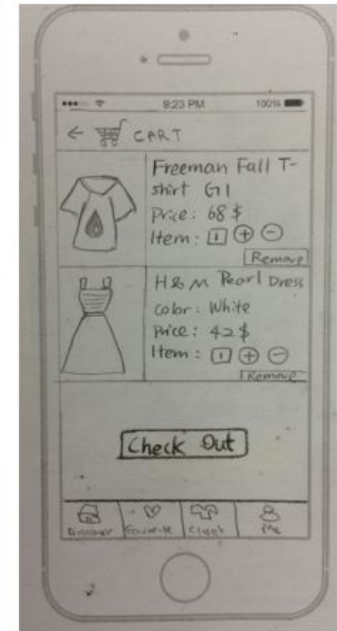 9:23 PM 100%
← CART
Freeman Fall T-
shirt G1
Price: 68 $
Item: 1 + −
Remove
H & M Pearl Dress
Color: White
Price: 42 $
Item: 1 + −
Remove
Check Out
Discover Favorite Closet Me